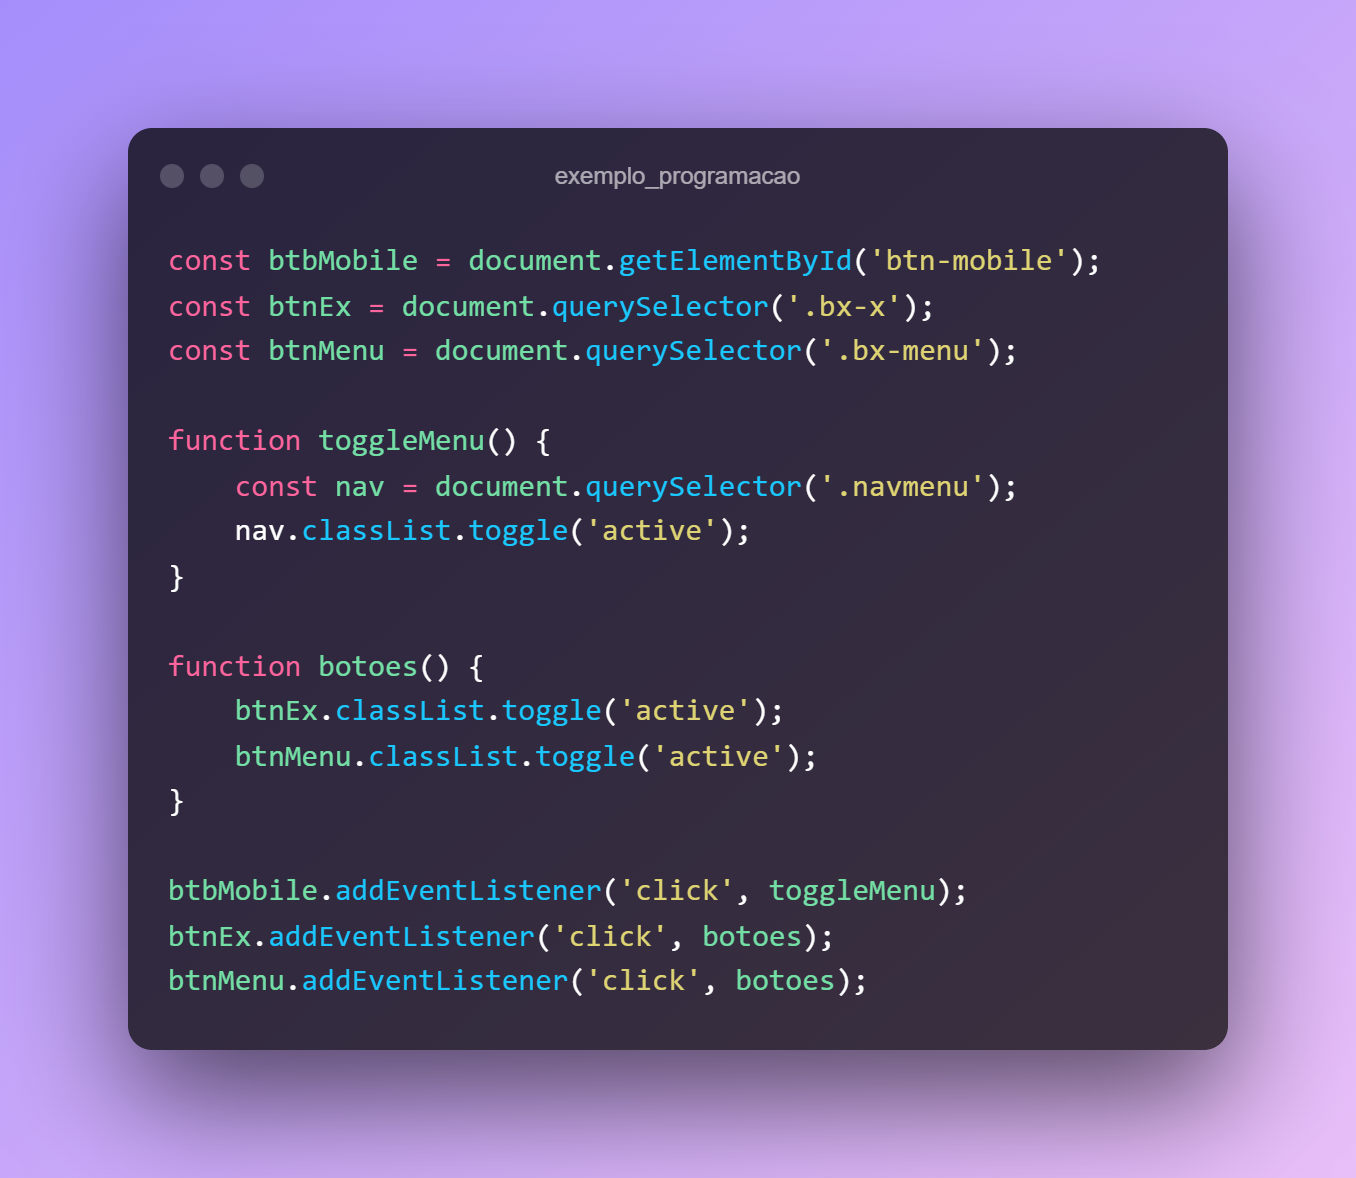 exemplo_programacao
const btbMobile = document.getElementById('btn-mobile');
const btnEx = document.querySelector('.bx-x');
const btnMenu = document.querySelector('.bx-menu');
function toggleMenu() {
    const nav = document.querySelector('.navmenu');
    nav.classList.toggle('active');
}
function botoes() {
    btnEx.classList.toggle('active');
    btnMenu.classList.toggle('active');
}
btbMobile.addEventListener('click', toggleMenu);
btnEx.addEventListener('click', botoes);
btnMenu.addEventListener('click', botoes);